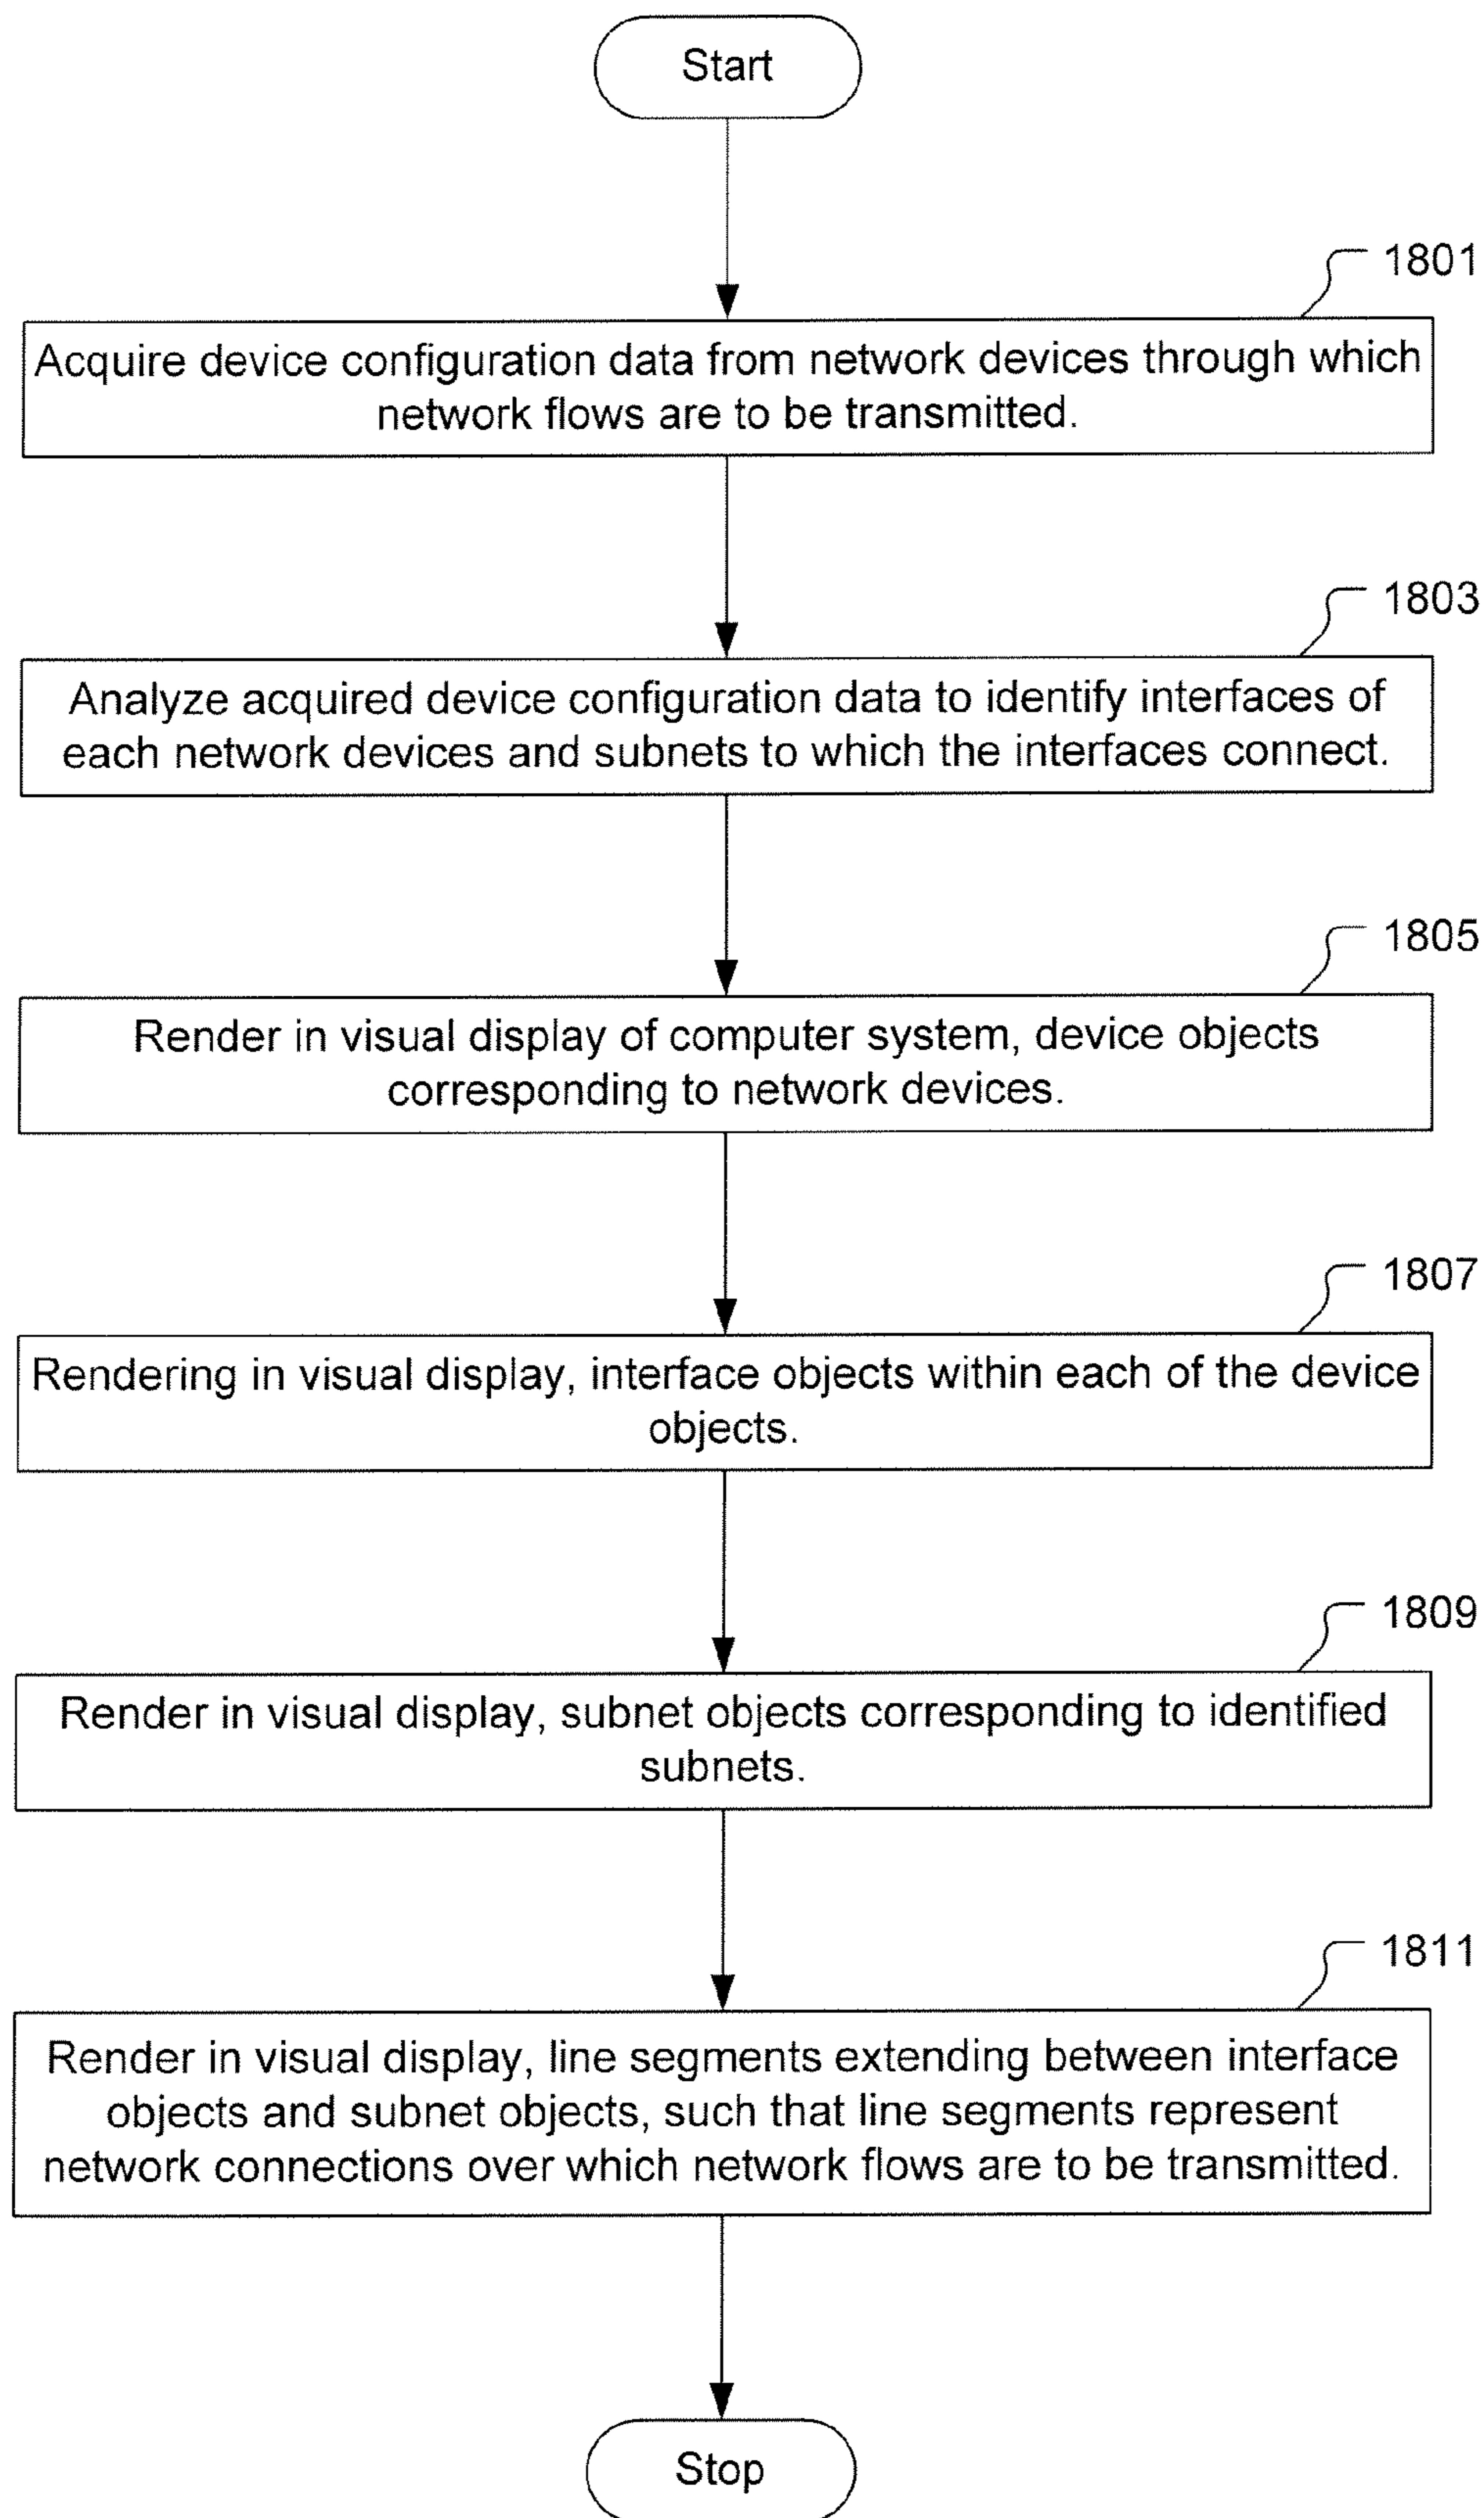 Start
1801
Acquire device configuration data from network devices through which
network flows are to be transmitted.
1803
Analyze acquired device configuration data to identify interfaces of
each network devices and subnets to which the interfaces connect.
1805
Render in visual display of computer system, device objects
corresponding to network devices.
1807
Rendering in visual display, interface objects within each of the device
objects.
1809
Render in visual display, subnet objects corresponding to identified
subnets.
1811
Render in visual display, line segments extending between interface
objects and subnet objects, such that line segments represent
network connections over which network flows are to be transmitted.
Stop